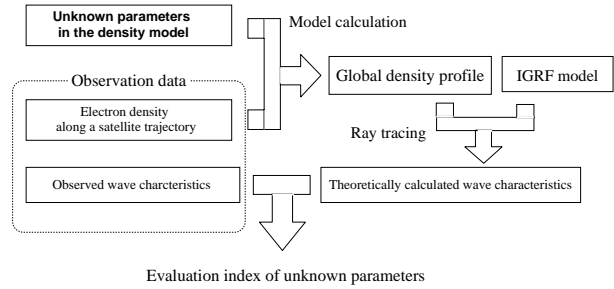 Unknown parameters
in the density model
Model calculation
Global density profile
IGRF model
Observation data
Electron density
along a satellite trajectory
Ray tracing
Observed wave charcteristics
Theoretically calculated wave characteristics
Evaluation index of unknown parameters